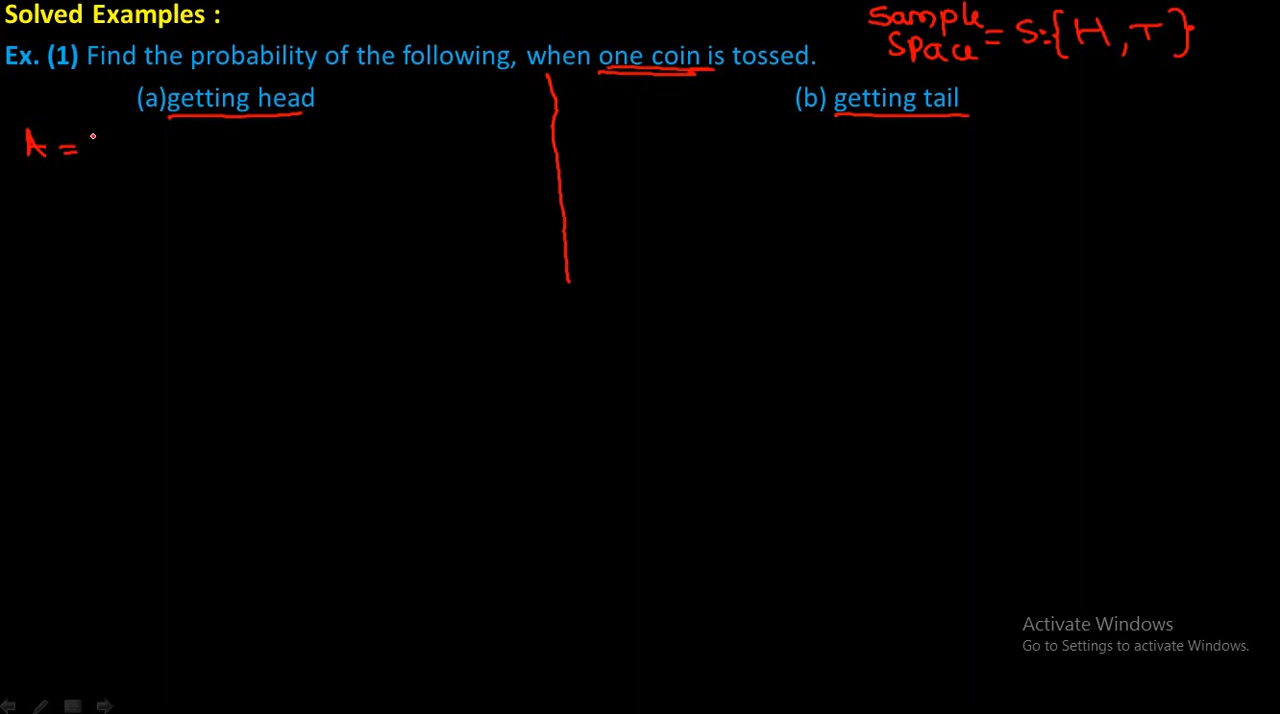 Solved Examples :
Sample
Space = S:{H, T}
Ex. (1) Find the probability of the following, when one coin is tossed.
(a)getting head
(b) getting tail
A =
Activate Windows
Go to Settings to activate Windows.